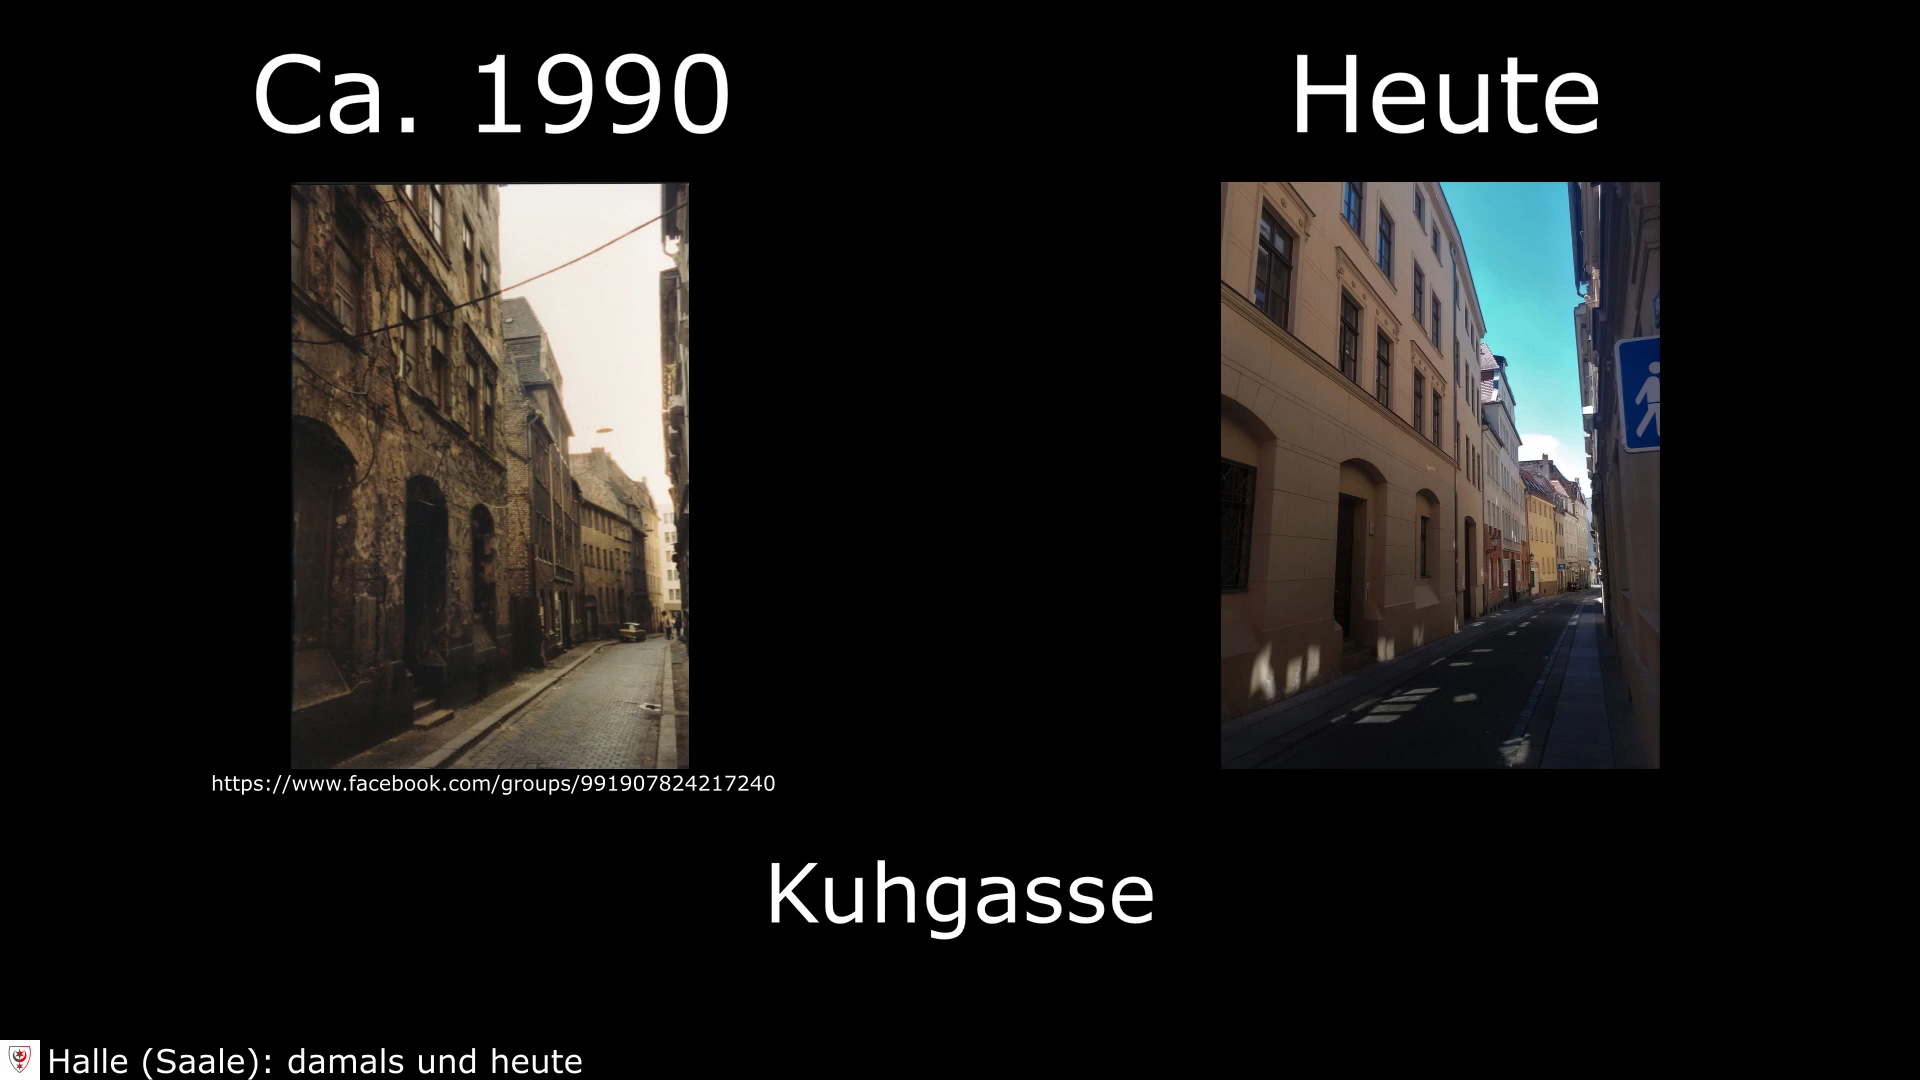 Ca. 1990
Heute
https://www.facebook.com/groups/991907824217240
Kuhgasse
Halle (Saale): damals und heute